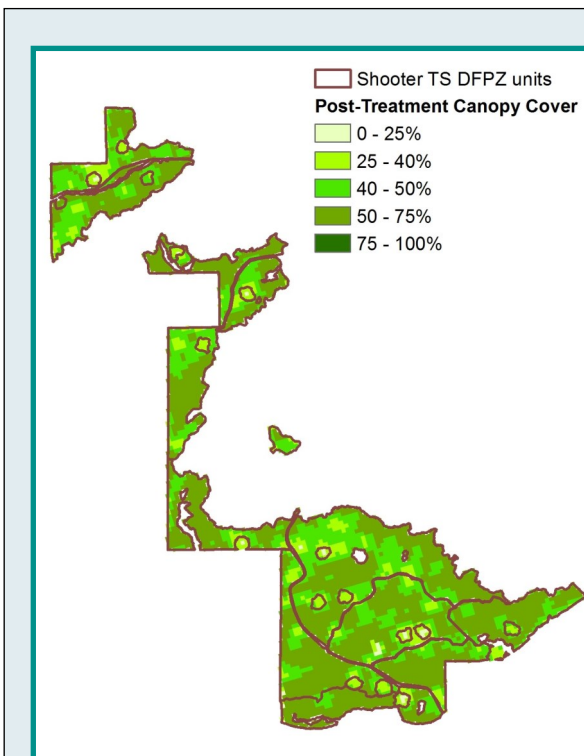 Shooter TS DFPZ units
Post-Treatment Canopy Cover
0 - 25%
25 - 40%
40 - 50%
50 - 75%
75 - 100%